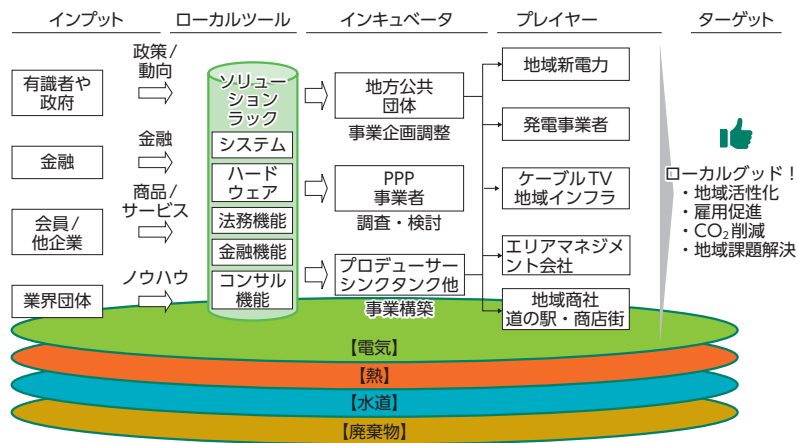 インプット
ローカルツール
インキュベータ
プレイヤー
ターゲット
有識者や
政府
金融
会員/
他企業
業界団体
政策/
動向
金融
商品/
サービス
ノウハウ
ソリュー
ション
ラック
システム
ハード
ウェア
法務機能
金融機能
コンサル
機能
地方公共
団体
事業企画調整
PPP
事業者
調査・検討
プロデューサー
シンクタンク他
事業構築
地域新電力
発電事業者
ケーブルTV
地域インフラ
エリアマネジメ
ント会社
地域商社
道の駅・商店街
ローカルグッド!
・地域活性化
・雇用促進
・CO₂削減
・地域課題解決
【電気】
【熱】
【水道】
【廃棄物】